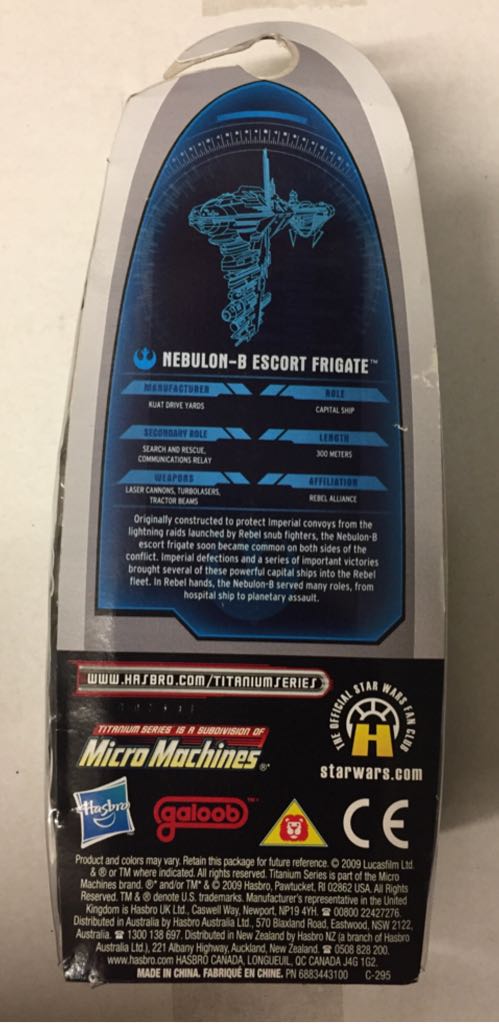 NEBULON-B ESCORT FRIGATE™
MANUFACTURER
KUAT DRIVE YARDS
ROLE
CAPITAL SHIP
SECONDARY ROLE
SEARCH AND RESCUE,
COMMUNICATIONS RELAY
LENGTH
300 METERS
WEAPONS
LASER CANNONS, TURBOLASERS,
TRACTOR BEAMS
AFFILIATION
REBEL ALLIANCE
Originally constructed to protect Imperial convoys from the
lightning raids launched by Rebel snub fighters, the Nebulon-B
escort frigate soon became common on both sides of the
conflict. Imperial defections and a series of important victories
brought several of these powerful capital ships into the Rebel
fleet. In Rebel hands, the Nebulon-B served many roles, from
hospital ship to planetary assault.
WWW.HASBRO.COM/TITANIUMSERIES
TITANIUM SERIES IS A SUBDIVISION OF
Micro Machines®
THE OFFICIAL STAR WARS FAN CLUB
H
starwars.com
Hasbro
galoob™
CE
Product and colors may vary. Retain this package for future reference. © 2009 Lucasfilm Ltd.
& ® or TM where indicated. All rights reserved. Titanium Series is part of the Micro
Machines brand. ®* and/or TM* & © 2009 Hasbro, Pawtucket, RI 02862 USA. All Rights
Reserved. TM & ® denote U.S. trademarks. Manufacturer's representative in the United
Kingdom is Hasbro UK Ltd., Caswell Way, Newport, NP19 4YH. ☎ 00800 22427276.
Distributed in Australia by Hasbro Australia Ltd., 570 Blaxland Road, Eastwood, NSW 2122,
Australia. ☎ 1300 138 697. Distributed in New Zealand by Hasbro NZ (a branch of Hasbro
Australia Ltd.), 221 Albany Highway, Auckland, New Zealand. ☎ 0508 828 200.
www.hasbro.com HASBRO CANADA, LONGUEUIL, QC CANADA J4G 1G2.
MADE IN CHINA. FABRIQUÉ EN CHINE. PN 6883443100 C-295